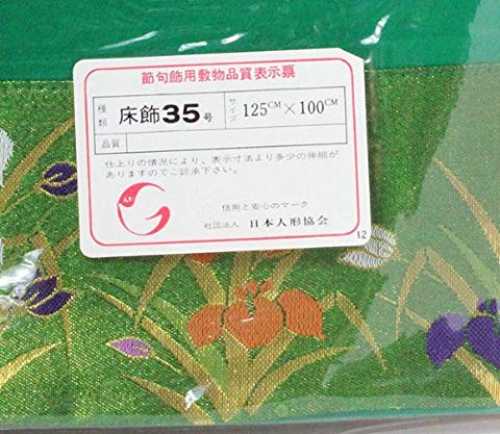 節句飾用敷物品質表示票
種類 床飾35号 サイズ 125CM×100CM
品質
仕上りの情況により、表示寸法より多少の伸縮が
ありますのでご諒承下さい。
信用と安心のマーク
社団法人 日本人形協会
12